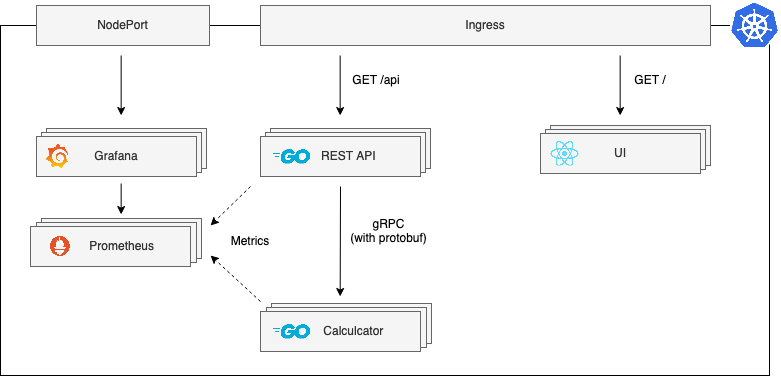 NodePort
Ingress
GET /api
GET /
Grafana
GO
REST API
UI
Prometheus
Metrics
gRPC
(with protobuf)
GO
Calculcator